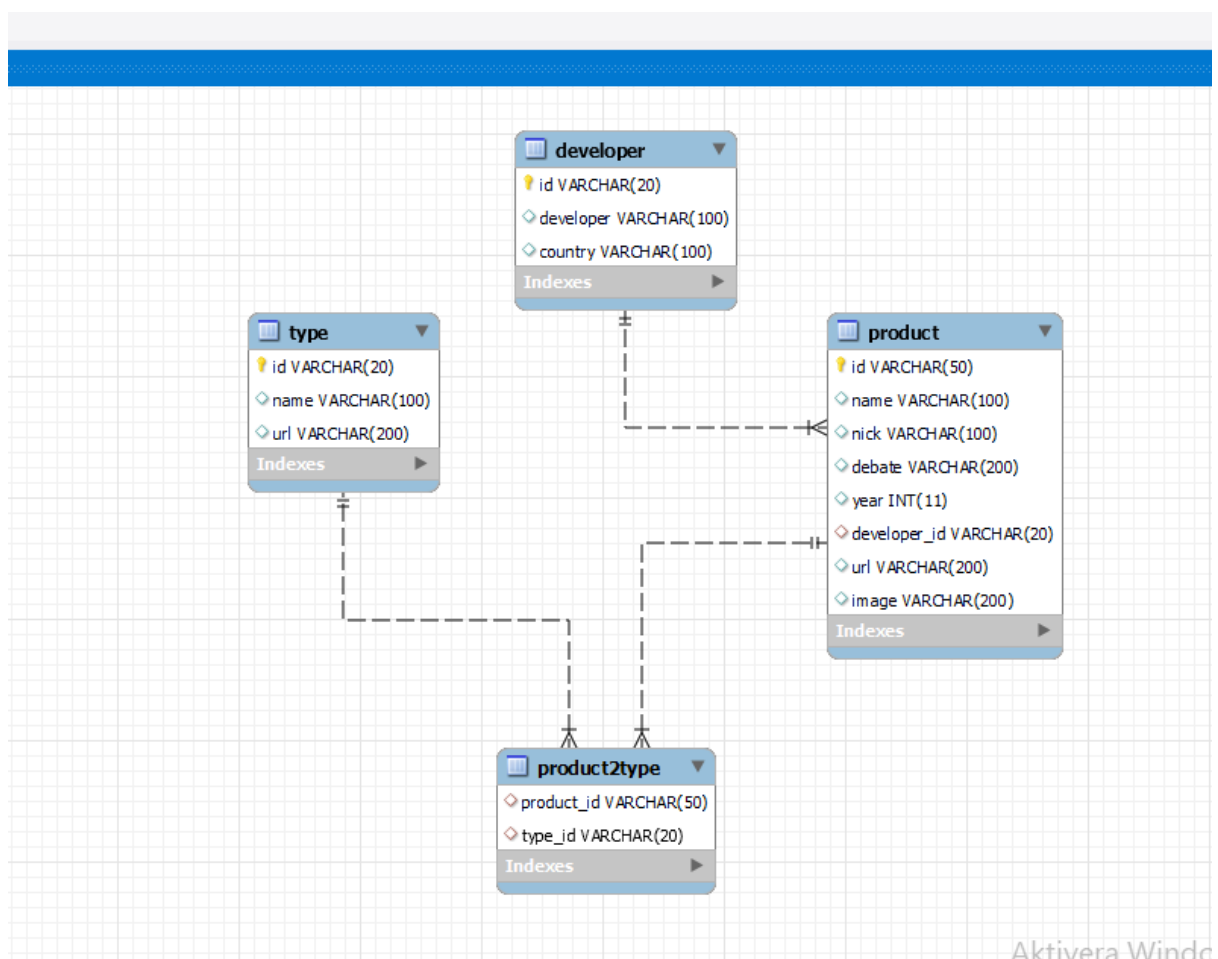 developer
id VARCHAR(20)
developer VARCHAR(100)
country VARCHAR(100)
Indexes
type
id VARCHAR(20)
name VARCHAR(100)
url VARCHAR(200)
Indexes
product
id VARCHAR(50)
name VARCHAR(100)
nick VARCHAR(100)
debate VARCHAR(200)
year INT(11)
developer_id VARCHAR(20)
url VARCHAR(200)
image VARCHAR(200)
Indexes
product2type
product_id VARCHAR(50)
type_id VARCHAR(20)
Indexes
Aktivera